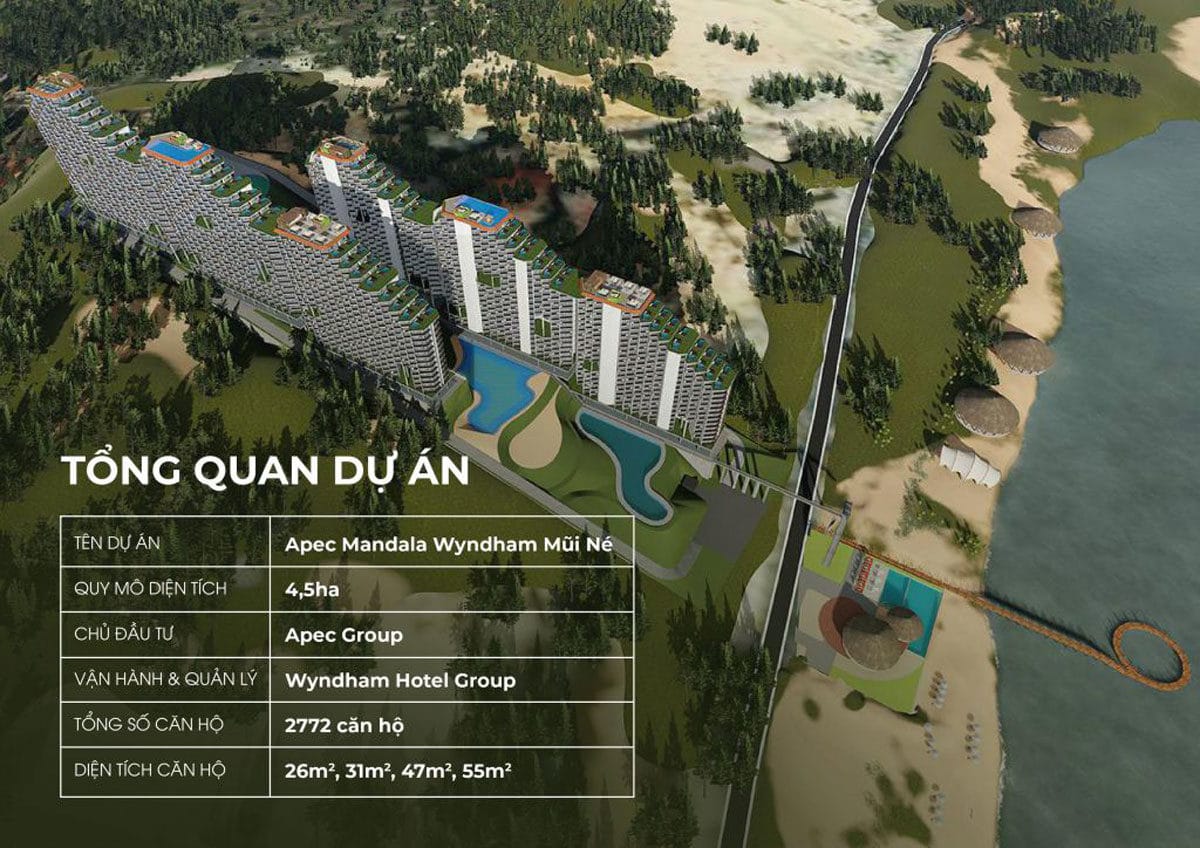 TỔNG QUAN DỰ ÁN
TÊN DỰ ÁN Apec Mandala Wyndham Mũi Né
QUY MÔ DIỆN TÍCH 4,5ha
CHỦ ĐẦU TƯ Apec Group
VẬN HÀNH & QUẢN LÝ Wyndham Hotel Group
TỔNG SỐ CĂN HỘ 2772 căn hộ
DIỆN TÍCH CĂN HỘ 26m², 31m², 47m², 55m²